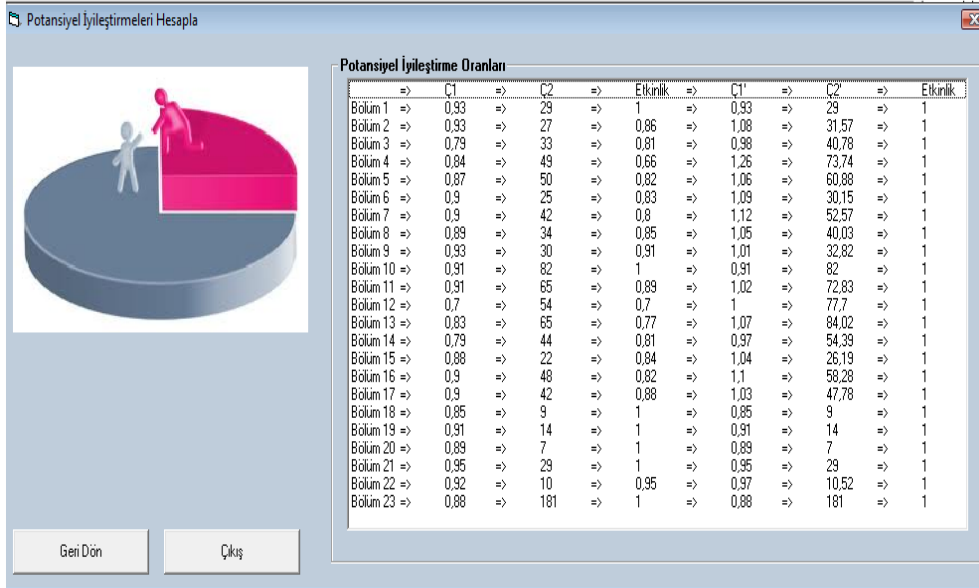 Potansiyel İyileştirmeleri Hesapla
Potansiyel İyileştirme Oranları
=> Ç1 => Ç2 => Etkinlik => Ç1' => Ç2' => Etkinlik
Bölüm 1 => 0,93 => 29 => 1 => 0,93 => 29 => 1
Bölüm 2 => 0,93 => 27 => 0,86 => 1,08 => 31,57 => 1
Bölüm 3 => 0,79 => 33 => 0,81 => 0,98 => 40,78 => 1
Bölüm 4 => 0,84 => 49 => 0,66 => 1,26 => 73,74 => 1
Bölüm 5 => 0,87 => 50 => 0,82 => 1,06 => 60,88 => 1
Bölüm 6 => 0,9 => 25 => 0,83 => 1,09 => 30,15 => 1
Bölüm 7 => 0,9 => 42 => 0,8 => 1,12 => 52,57 => 1
Bölüm 8 => 0,89 => 34 => 0,85 => 1,05 => 40,03 => 1
Bölüm 9 => 0,93 => 30 => 0,91 => 1,01 => 32,82 => 1
Bölüm 10 => 0,91 => 82 => 1 => 0,91 => 82 => 1
Bölüm 11 => 0,91 => 65 => 0,89 => 1,02 => 72,83 => 1
Bölüm 12 => 0,7 => 54 => 0,7 => 1 => 77,7 => 1
Bölüm 13 => 0,83 => 65 => 0,77 => 1,07 => 84,02 => 1
Bölüm 14 => 0,79 => 44 => 0,81 => 0,97 => 54,39 => 1
Bölüm 15 => 0,88 => 22 => 0,84 => 1,04 => 26,19 => 1
Bölüm 16 => 0,9 => 48 => 0,82 => 1,1 => 58,28 => 1
Bölüm 17 => 0,9 => 42 => 0,88 => 1,03 => 47,78 => 1
Bölüm 18 => 0,85 => 9 => 1 => 0,85 => 9 => 1
Bölüm 19 => 0,91 => 14 => 1 => 0,91 => 14 => 1
Bölüm 20 => 0,89 => 7 => 1 => 0,89 => 7 => 1
Bölüm 21 => 0,95 => 29 => 1 => 0,95 => 29 => 1
Bölüm 22 => 0,92 => 10 => 0,95 => 0,97 => 10,52 => 1
Bölüm 23 => 0,88 => 181 => 1 => 0,88 => 181 => 1
Geri Dön
Çıkış